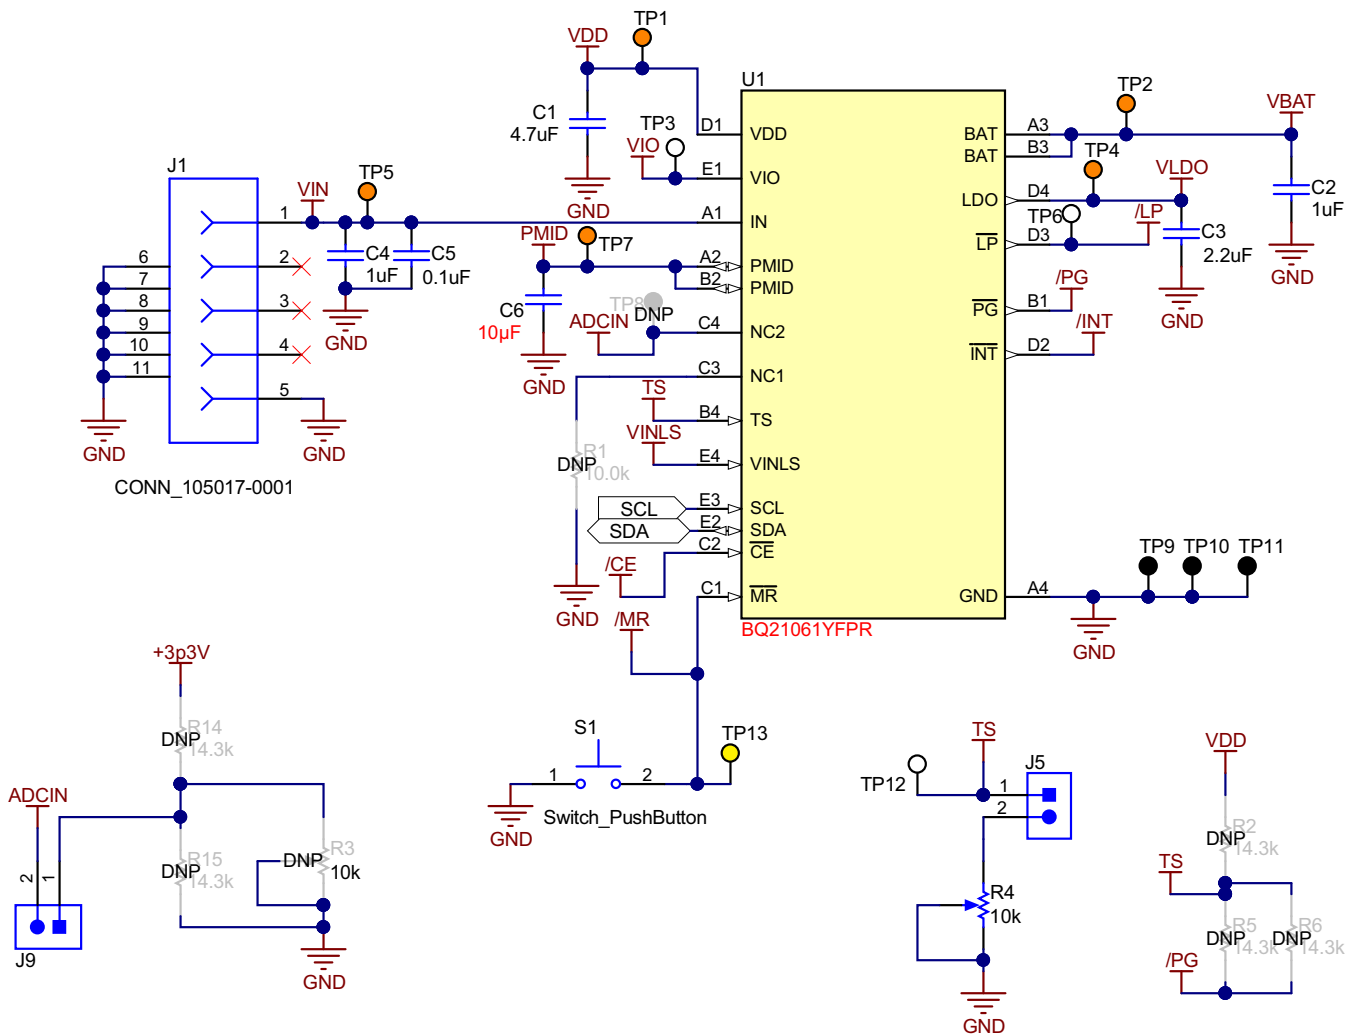 TP1
VDD
C1
4.7uF
GND
TP3
VIO
U1
D1
VDD
E1
VIO
A1
IN
A2
PMID
B2
PMID
C4
NC2
C3
NC1
B4
TS
E4
VINLS
E3
SCL
E2
SDA
C2
CE
C1
MR
BAT
A3
BAT
B3
LDO
D4
LP
D3
PG
B1
INT
D2
GND
A4
BQ21061YFPR
TP2
VBAT
C2
1uF
GND
TP4
VLDO
TP6
/LP
C3
2.2uF
GND
/PG
/INT
J1
VIN
TP5
1
2
3
4
5
6
7
8
9
10
11
C4
1uF
C5
0.1uF
GND
GND
GND
CONN_105017-0001
PMID
TP7
C6
10µF
GND
TP8
DNP
ADCIN
TS
VINLS
R1
DNP
10.0k
GND
SCL
SDA
/CE
/MR
TP9
TP10
TP11
GND
+3p3V
R14
DNP
14.3k
ADCIN
R15
DNP
14.3k
R3
DNP
10k
GND
2
1
J9
S1
1
2
TP13
GND
Switch_PushButton
TS
TP12
J5
1
2
R4
10k
GND
VDD
R2
DNP
14.3k
TS
R5
DNP
14.3k
R6
DNP
14.3k
/PG